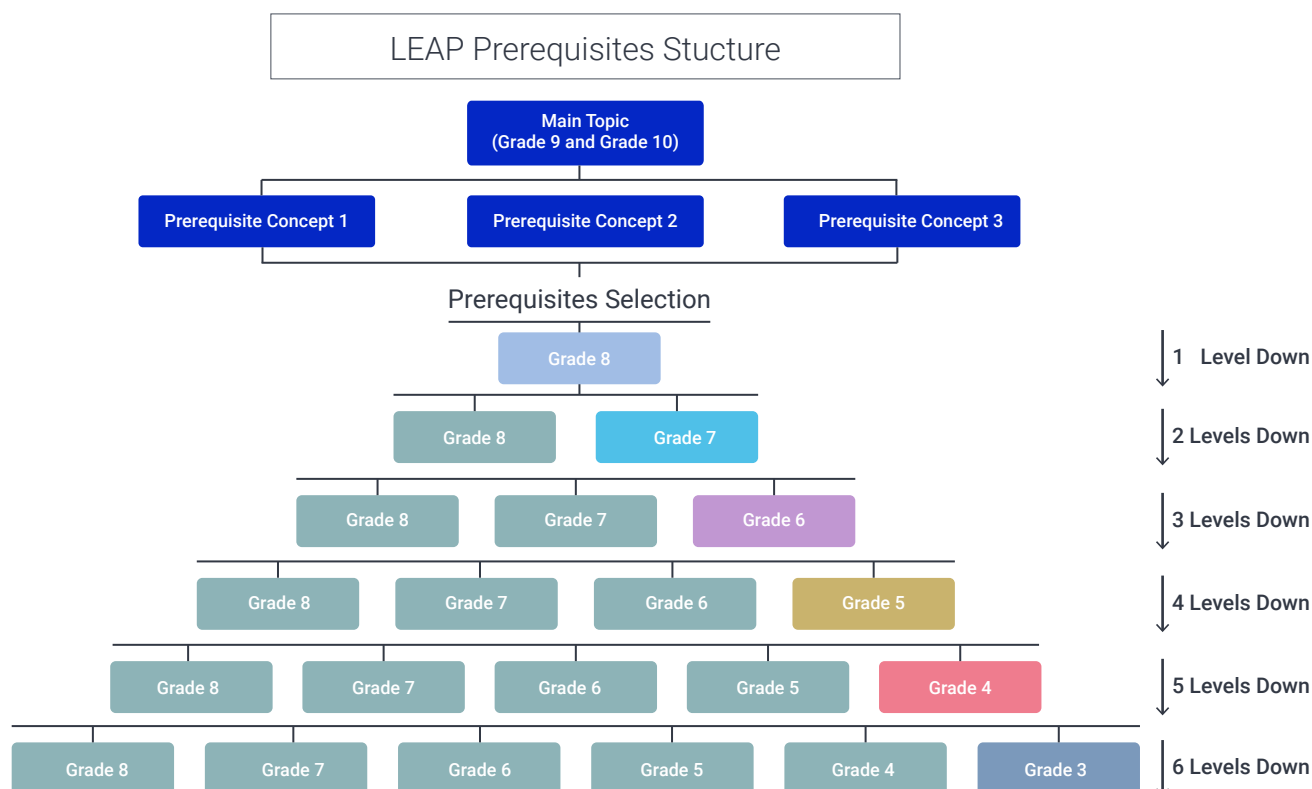 LEAP Prerequisites Stucture
Main Topic
(Grade 9 and Grade 10)
Prerequisite Concept 1
Prerequisite Concept 2
Prerequisite Concept 3
Prerequisites Selection
Grade 8
1 Level Down
Grade 8
Grade 7
2 Levels Down
Grade 8
Grade 7
Grade 6
3 Levels Down
Grade 8
Grade 7
Grade 6
Grade 5
4 Levels Down
Grade 8
Grade 7
Grade 6
Grade 5
Grade 4
5 Levels Down
Grade 8
Grade 7
Grade 6
Grade 5
Grade 4
Grade 3
6 Levels Down